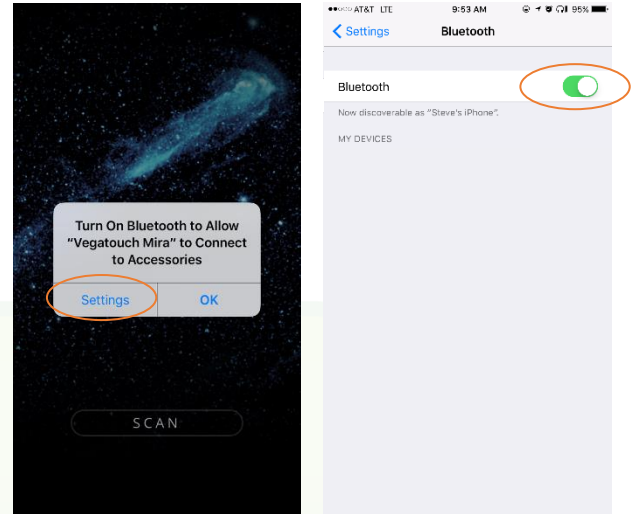 Turn On Bluetooth to Allow
“Vegatouch Mira” to Connect
to Accessories
Settings
OK
SCAN
AT&T LTE
9:53 AM
95%
Settings
Bluetooth
Bluetooth
Now discoverable as “Steve's iPhone”.
MY DEVICES